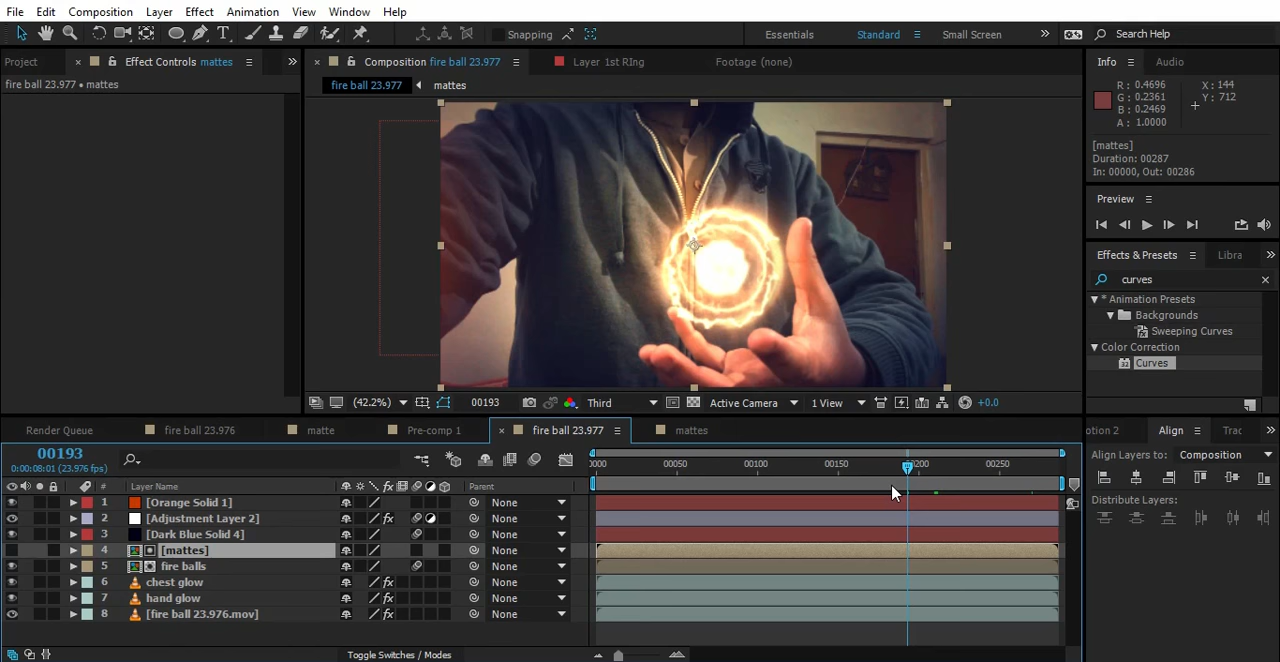 File Edit Composition Layer Effect Animation View Window Help
Snapping Essentials Standard Small Screen Search Help
Project Effect Controls mattes
fire ball 23.977 • mattes
Composition fire ball 23.977 Layer 1st RIng Footage (none)
fire ball 23.977 mattes
Info Audio
R : 0.4696
G : 0.2361
B : 0.2469
A : 1.0000
X : 144
Y : 712
[mattes]
Duration: 00287
In: 00000, Out: 00286
Preview
Effects & Presets Libra
curves
* Animation Presets
Backgrounds
Sweeping Curves
Color Correction
Curves
(42.2%) 00193 Third Active Camera 1 View +0.0
Render Queue fire ball 23.976 matte Pre-comp 1 fire ball 23.977 mattes
00193
0:00:08:01 (23.976 fps)
0000 00050 00100 00150 00200 00250
# Layer Name Parent
1 [Orange Solid 1] None
2 [Adjustment Layer 2] None
3 [Dark Blue Solid 4] None
4 [mattes] None
5 fire balls None
6 chest glow None
7 hand glow None
8 [fire ball 23.976.mov] None
Toggle Switches / Modes
otion 2 Align Trac
Align Layers to: Composition
Distribute Layers: